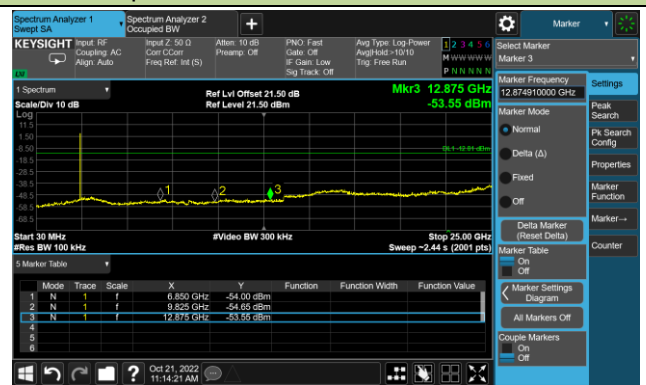 Spectrum Analyzer 1
Swept SA
Spectrum Analyzer 2
Occupied BW
+
Marker
KEYSIGHT
Input: RF
Coupling: AC
Align: Auto
Input Z: 50 Ω
Corr CCorr
Freq Ref: Int (S)
Atten: 10 dB
Preamp: Off
PNO: Fast
Gate: Off
IF Gain: Low
Sig Track: Off
Avg Type: Log-Power
Avg|Hold:>10/10
Trig: Free Run
1 2 3 4 5 6
M W W W W W
P N N N N N
LW
1 Spectrum
Scale/Div 10 dB
Log
Ref Lvl Offset 21.50 dB
Ref Level 21.50 dBm
Mkr3 12.875 GHz
-53.55 dBm
11.5
1.50
-8.50
-18.5
-28.5
-38.5
-48.5
-58.5
-68.5
DL1 -12.81 dBm
1
2
3
Start 30 MHz
#Res BW 100 kHz
#Video BW 300 kHz
Stop 25.00 GHz
Sweep ~2.44 s (2001 pts)
5 Marker Table
Mode Trace Scale X Y Function Function Width Function Value
1 N 1 f 6.850 GHz -54.00 dBm
2 N 1 f 9.825 GHz -54.65 dBm
3 N 1 f 12.875 GHz -53.55 dBm
4
5
6
Oct 21, 2022
11:14:21 AM
Select Marker
Marker 3
Marker Frequency
12.874910000 GHz
Marker Mode
Normal
Delta (Δ)
Fixed
Off
Delta Marker
(Reset Delta)
Marker Table
On
Off
Marker Settings
Diagram
All Markers Off
Couple Markers
On
Off
Settings
Peak
Search
Pk Search
Config
Properties
Marker
Function
Marker→
Counter